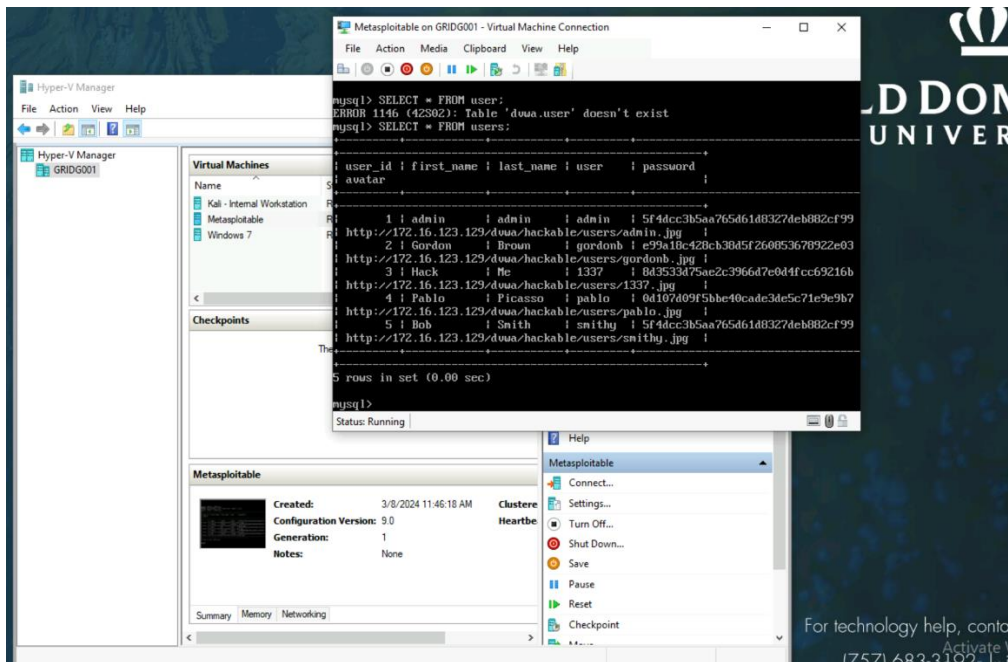 Metasploitable on GRIDG001 - Virtual Machine Connection
File Action Media Clipboard View Help
mysql> SELECT * FROM user;
ERROR 1146 (42S02): Table 'dvwa.user' doesn't exist
mysql> SELECT * FROM users;
| user_id | first_name | last_name | user | password
| avatar |
| 1 | admin | admin | admin | 5f4dcc3b5aa765d61d8327deb882cf99
| http://172.16.123.129/dvwa/hackable/users/admin.jpg |
| 2 | Gordon | Brown | gordonb | e99a18c428cb38d5f260853678922e03
| http://172.16.123.129/dvwa/hackable/users/gordonb.jpg |
| 3 | Hack | Me | 1337 | 8d3533d75ae2c3966d7e0d4fcc69216b
| http://172.16.123.129/dvwa/hackable/users/1337.jpg |
| 4 | Pablo | Picasso | pablo | 0d107d09f5bbe40cade3de5c71e9e9b7
| http://172.16.123.129/dvwa/hackable/users/pablo.jpg |
| 5 | Bob | Smith | smithy | 5f4dcc3b5aa765d61d8327deb882cf99
| http://172.16.123.129/dvwa/hackable/users/smithy.jpg |
5 rows in set (0.00 sec)
mysql>
Status: Running
Hyper-V Manager
File Action View Help
Hyper-V Manager
GRIDG001
Virtual Machines
Name
Kali - Internal Workstation
Metasploitable
Windows 7
Checkpoints
The
Metasploitable
Created: 3/8/2024 11:46:18 AM Clustere
Configuration Version: 9.0 Heartbe
Generation: 1
Notes: None
Summary Memory Networking
Help
Metasploitable
Connect...
Settings...
Turn Off...
Shut Down...
Save
Pause
Reset
Checkpoint
LD DOM
UNIVER
For technology help, conta
Activate